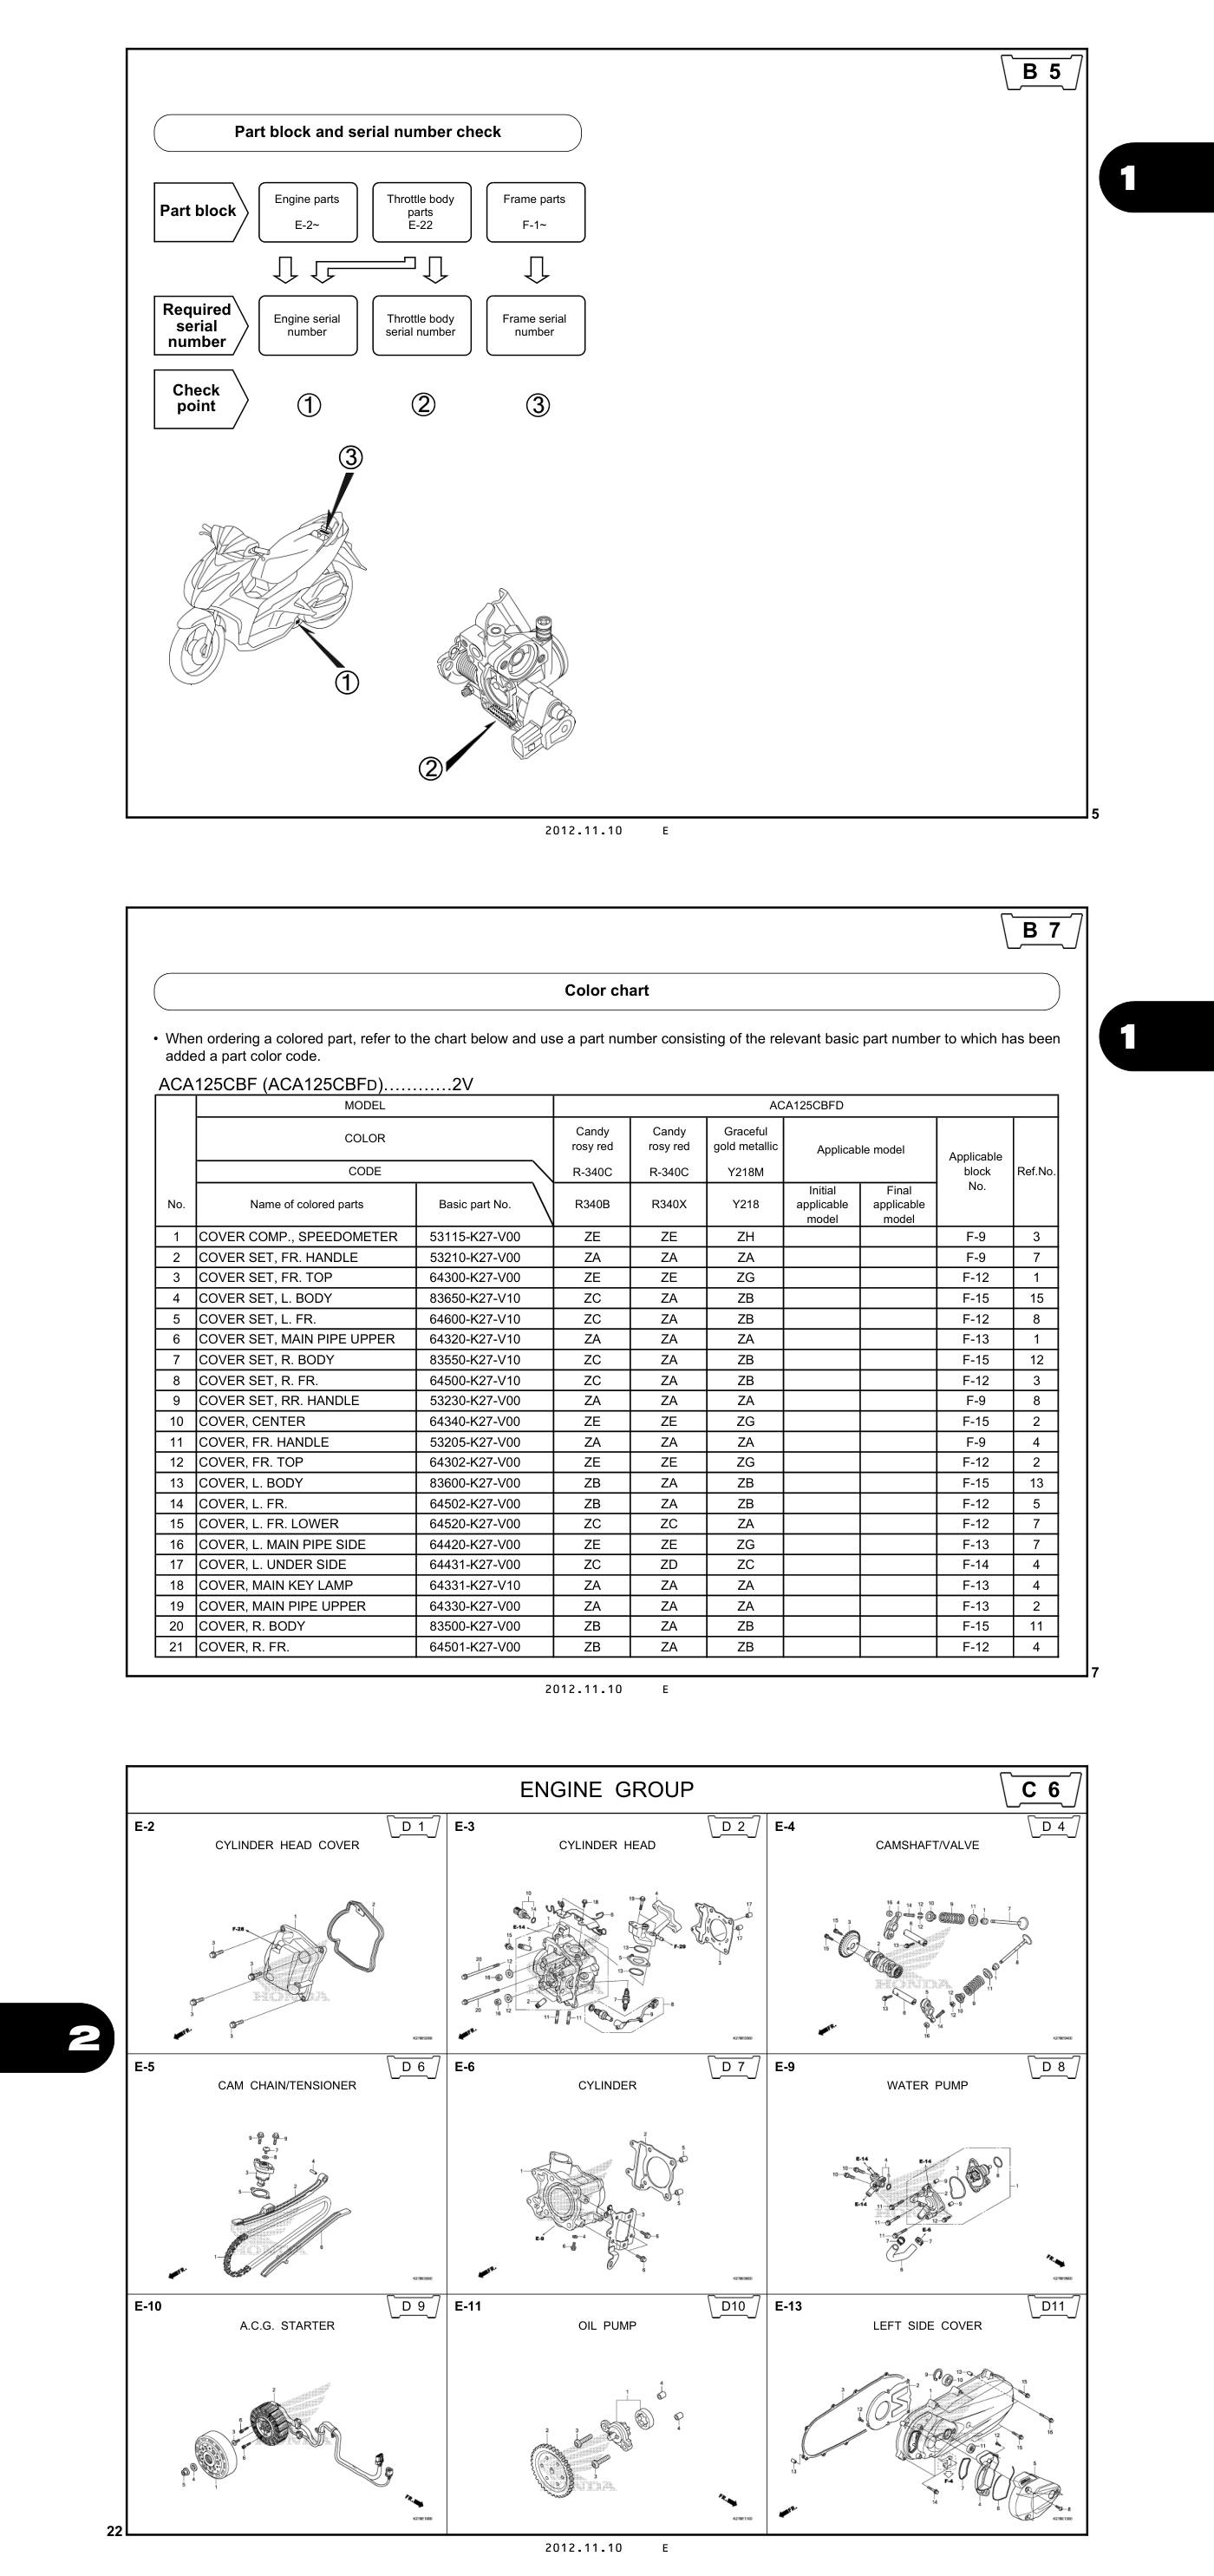 B 5
1
Part block and serial number check
Part block
Engine parts
E-2~
Throttle body
parts
E-22
Frame parts
F-1~
Required
serial
number
Engine serial
number
Throttle body
serial number
Frame serial
number
Check
point
①
②
③
③
①
②
5
2012.11.10 E
B 7
1
Color chart
• When ordering a colored part, refer to the chart below and use a part number consisting of the relevant basic part number to which has been
added a part color code.
ACA125CBF (ACA125CBFD)............2V
MODEL ACA125CBFD
COLOR Candy rosy red Candy rosy red Graceful gold metallic Applicable model Applicable block No. Ref.No.
CODE R-340C R-340C Y218M
No. Name of colored parts Basic part No. R340B R340X Y218 Initial applicable model Final applicable model
1 COVER COMP., SPEEDOMETER 53115-K27-V00 ZE ZE ZH F-9 3
2 COVER SET, FR. HANDLE 53210-K27-V00 ZA ZA ZA F-9 7
3 COVER SET, FR. TOP 64300-K27-V00 ZE ZE ZG F-12 1
4 COVER SET, L. BODY 83650-K27-V10 ZC ZA ZB F-15 15
5 COVER SET, L. FR. 64600-K27-V10 ZC ZA ZB F-12 8
6 COVER SET, MAIN PIPE UPPER 64320-K27-V10 ZA ZA ZA F-13 1
7 COVER SET, R. BODY 83550-K27-V10 ZC ZA ZB F-15 12
8 COVER SET, R. FR. 64500-K27-V10 ZC ZA ZB F-12 3
9 COVER SET, RR. HANDLE 53230-K27-V00 ZA ZA ZA F-9 8
10 COVER, CENTER 64340-K27-V00 ZE ZE ZG F-15 2
11 COVER, FR. HANDLE 53205-K27-V00 ZA ZA ZA F-9 4
12 COVER, FR. TOP 64302-K27-V00 ZE ZE ZG F-12 2
13 COVER, L. BODY 83600-K27-V00 ZB ZA ZB F-15 13
14 COVER, L. FR. 64502-K27-V00 ZB ZA ZB F-12 5
15 COVER, L. FR. LOWER 64520-K27-V00 ZC ZC ZA F-12 7
16 COVER, L. MAIN PIPE SIDE 64420-K27-V00 ZE ZE ZG F-13 7
17 COVER, L. UNDER SIDE 64431-K27-V00 ZC ZD ZC F-14 4
18 COVER, MAIN KEY LAMP 64331-K27-V10 ZA ZA ZA F-13 4
19 COVER, MAIN PIPE UPPER 64330-K27-V00 ZA ZA ZA F-13 2
20 COVER, R. BODY 83500-K27-V00 ZB ZA ZB F-15 11
21 COVER, R. FR. 64501-K27-V00 ZB ZA ZB F-12 4
7
2012.11.10 E
ENGINE GROUP
C 6
2
E-2 D 1
CYLINDER HEAD COVER
F-28
HONDA
FR.
E-3 D 2
CYLINDER HEAD
E-14
F-29
FR.
E-4 D 4
CAMSHAFT/VALVE
HONDA
FR.
E-5 D 6
CAM CHAIN/TENSIONER
FR.
E-6 D 7
CYLINDER
E-9
FR.
E-9 D 8
WATER PUMP
E-14
E-14
E-14
E-6
FR.
E-10 D 9
A.C.G. STARTER
FR.
E-11 D10
OIL PUMP
FR.
E-13 D11
LEFT SIDE COVER
F-4
FR.
22
2012.11.10 E